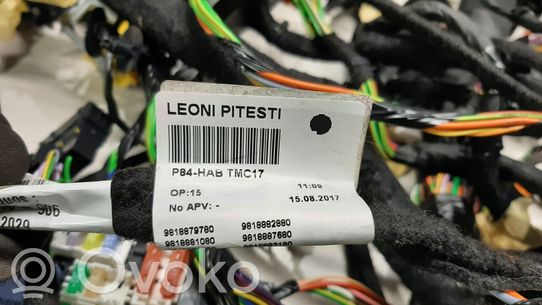 LEONI PITESTI
P84-HAB TMC17
OP:15 11:09
No APV: - 15.08.2017
9818879780 9818882880
9818881080 9818887680
2020
Ovoko